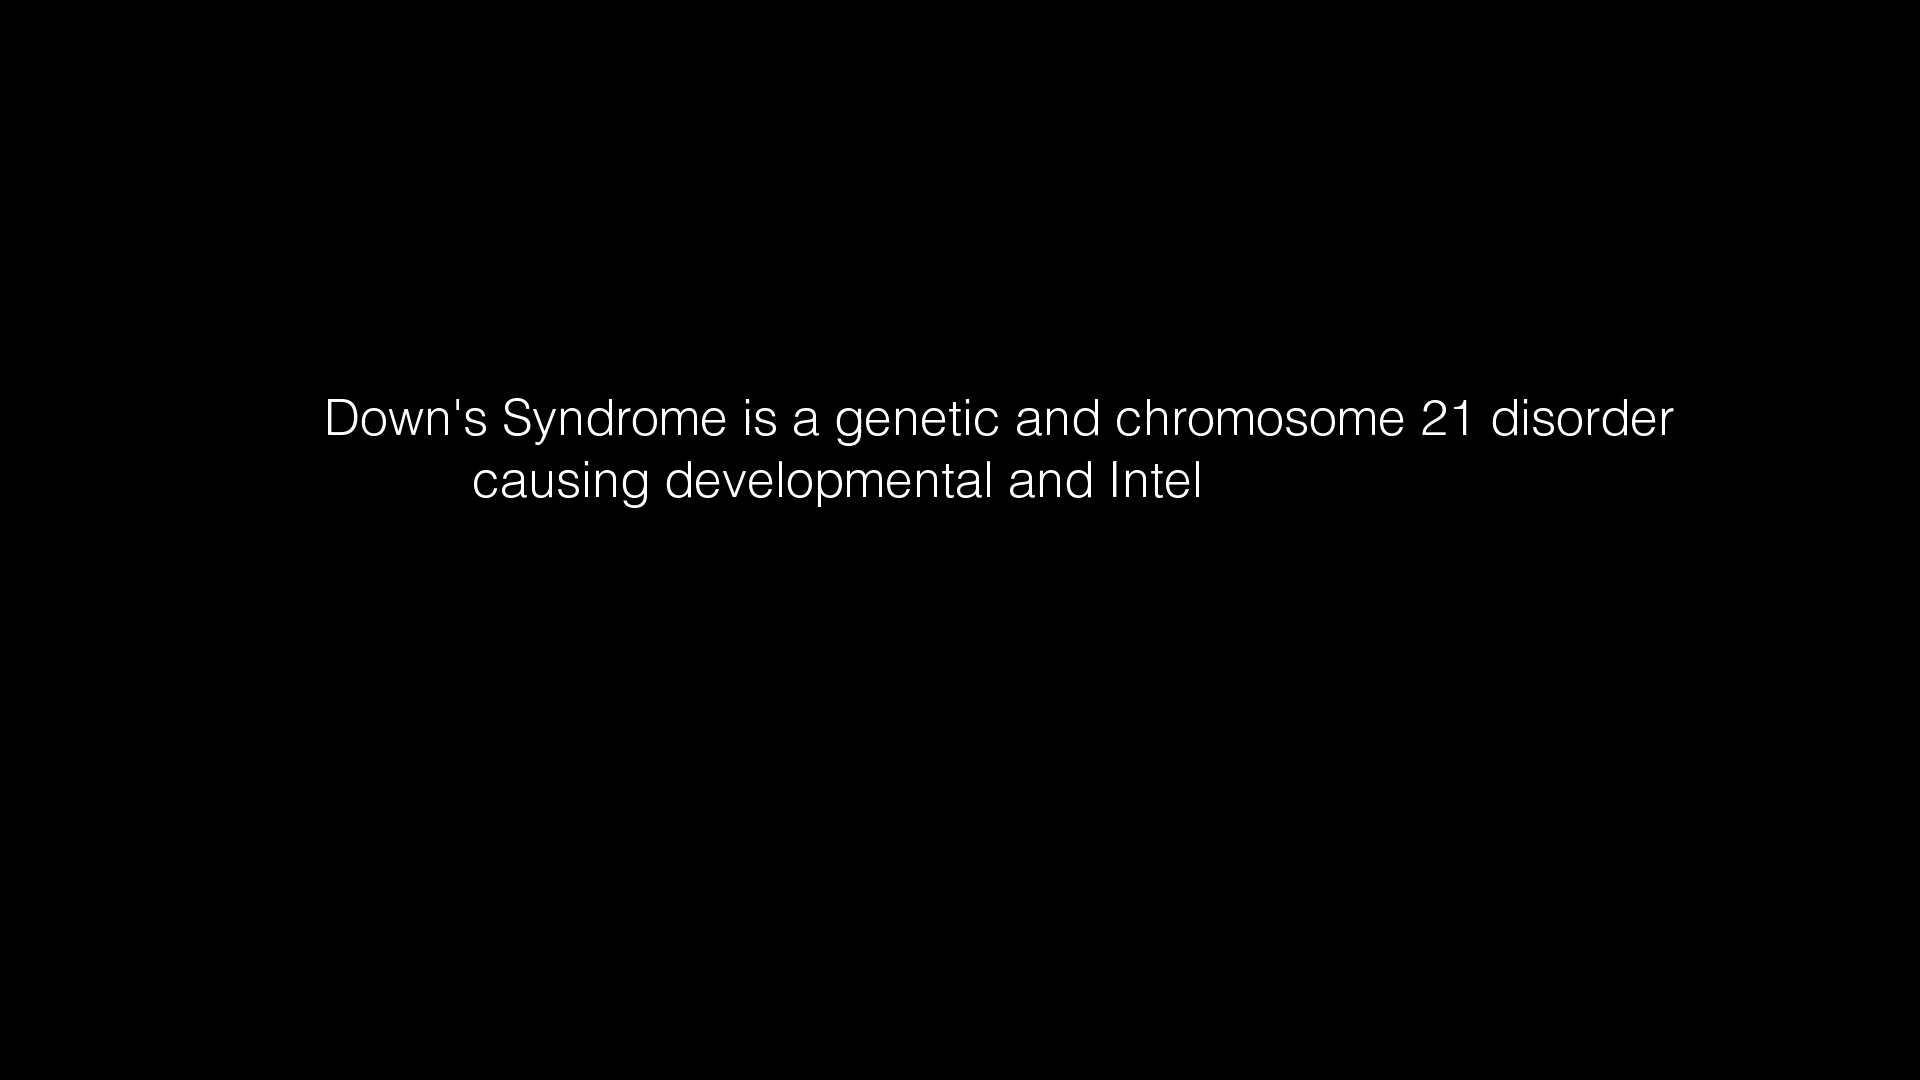 Down's Syndrome is a genetic and chromosome 21 disorder
causing developmental and Intel